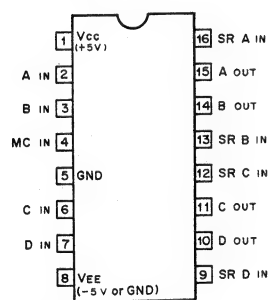 1 VCC 16 SR A IN
(+5V)
A IN 2 15 A OUT
B IN 3 14 B OUT
MC IN 4 13 SR B IN
5 GND 12 SR C IN
C IN 6 11 C OUT
D IN 7 10 D OUT
8 VEE 9 SR D IN
(-5 V or GND)